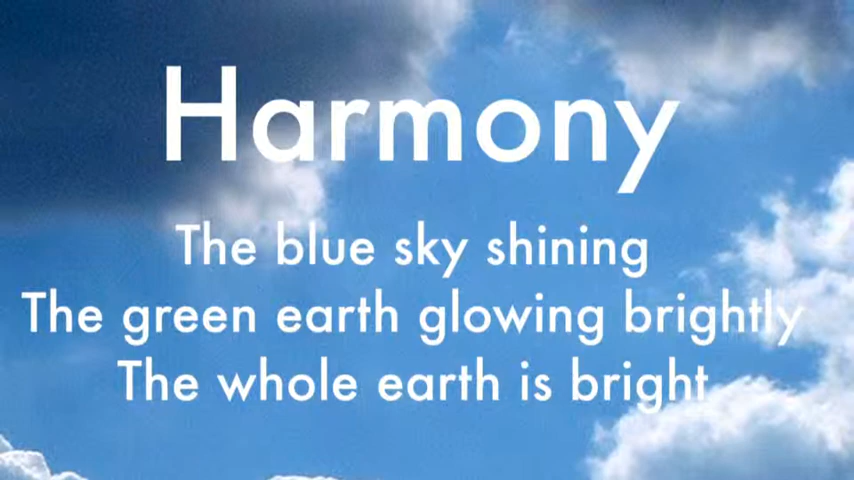 Harmony
The blue sky shining
The green earth glowing brightly
The whole earth is bright